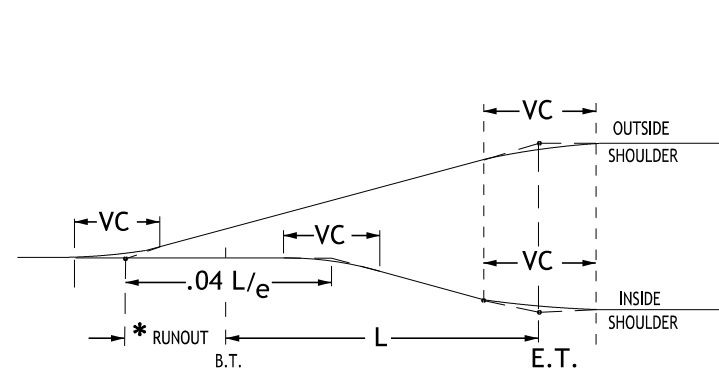 VC
OUTSIDE
SHOULDER
VC
VC
VC
.04 L/e
INSIDE
SHOULDER
* RUNOUT
L
B.T.
E.T.